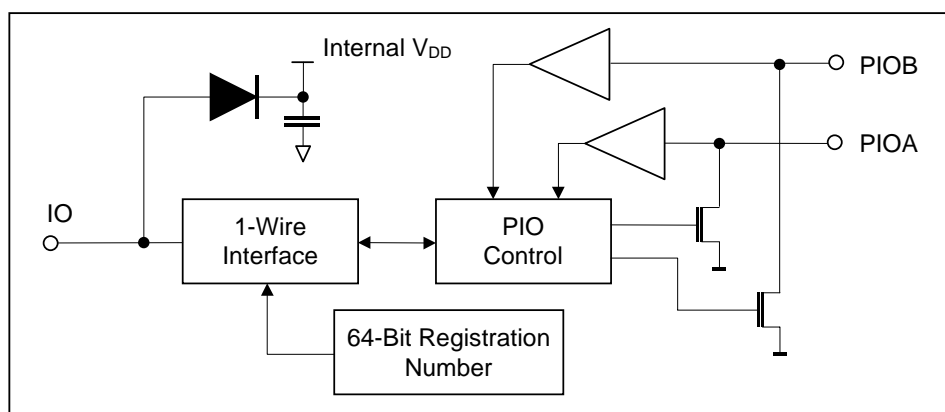 Internal VDD
PIOB
PIOA
IO
1-Wire
Interface
PIO
Control
64-Bit Registration
Number